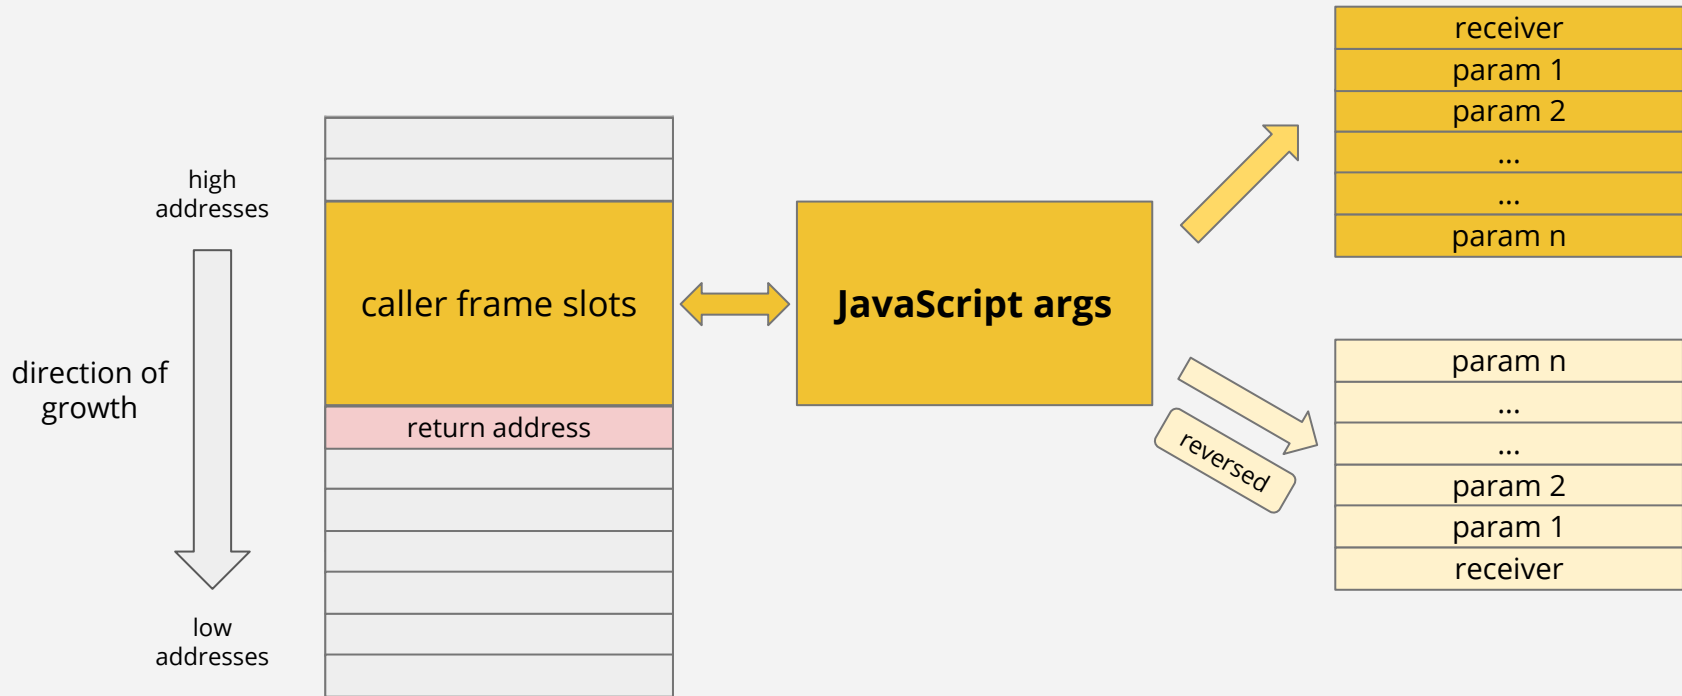 high
addresses
direction of
growth
low
addresses
caller frame slots
return address
JavaScript args
reversed
receiver
param 1
param 2
...
...
param n
param n
...
...
param 2
param 1
receiver